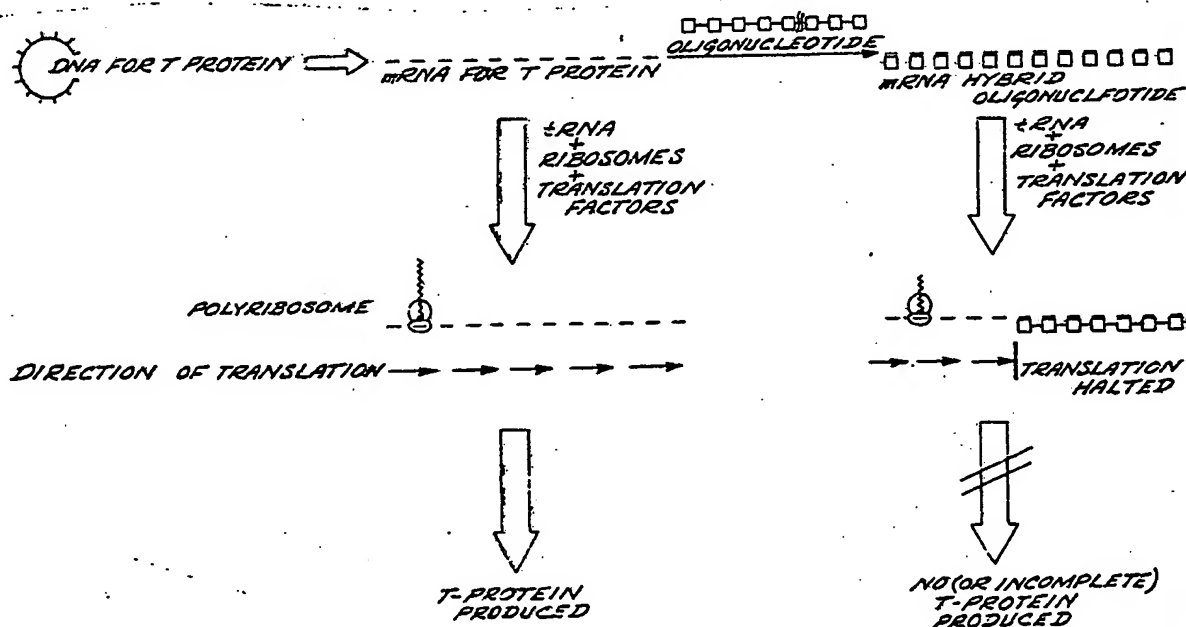 OLIGONUCLEOTIDE
DNA FOR T PROTEIN
mRNA FOR T PROTEIN
mRNA HYBRID
OLIGONUCLFOTIDE
tRNA
+
RIBOSOMES
+
TRANSLATION
FACTORS
tRNA
+
RIBOSOMES
+
TRANSLATION
FACTORS
POLYRIBOSOME
DIRECTION OF TRANSLATION
TRANSLATION
HALTED
T-PROTEIN
PRODUCED
NO (OR INCOMPLETE)
T-PROTEIN
PRODUCED